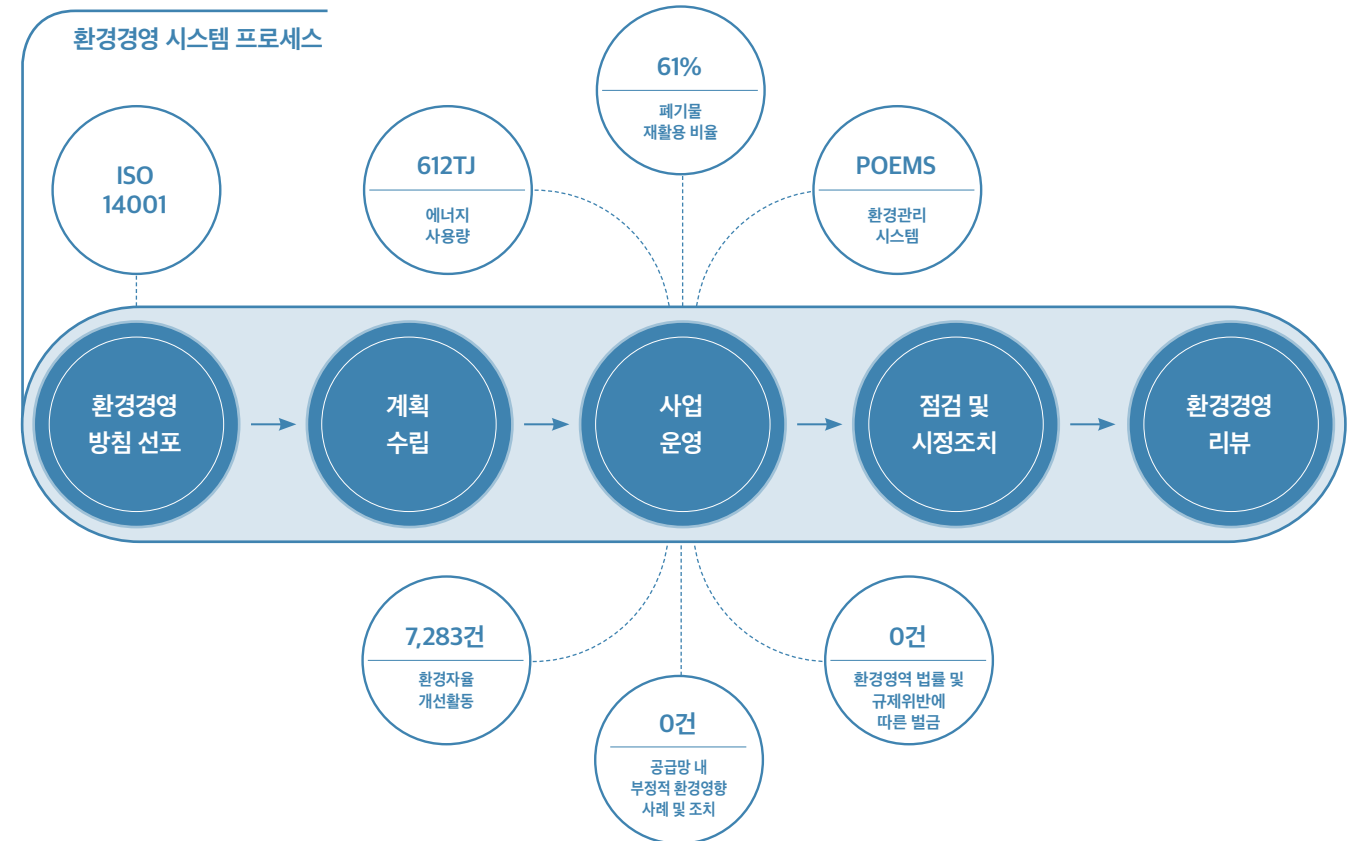 환경경영 시스템 프로세스
ISO
14001
612TJ
에너지
사용량
61%
폐기물
재활용 비율
POEMS
환경관리
시스템
환경경영
방침 선포
계획
수립
사업
운영
점검 및
시정조치
환경경영
리뷰
7,283건
환경자율
개선활동
0건
공급망 내
부정적 환경영향
사례 및 조치
0건
환경영역 법률 및
규제위반에
따른 벌금